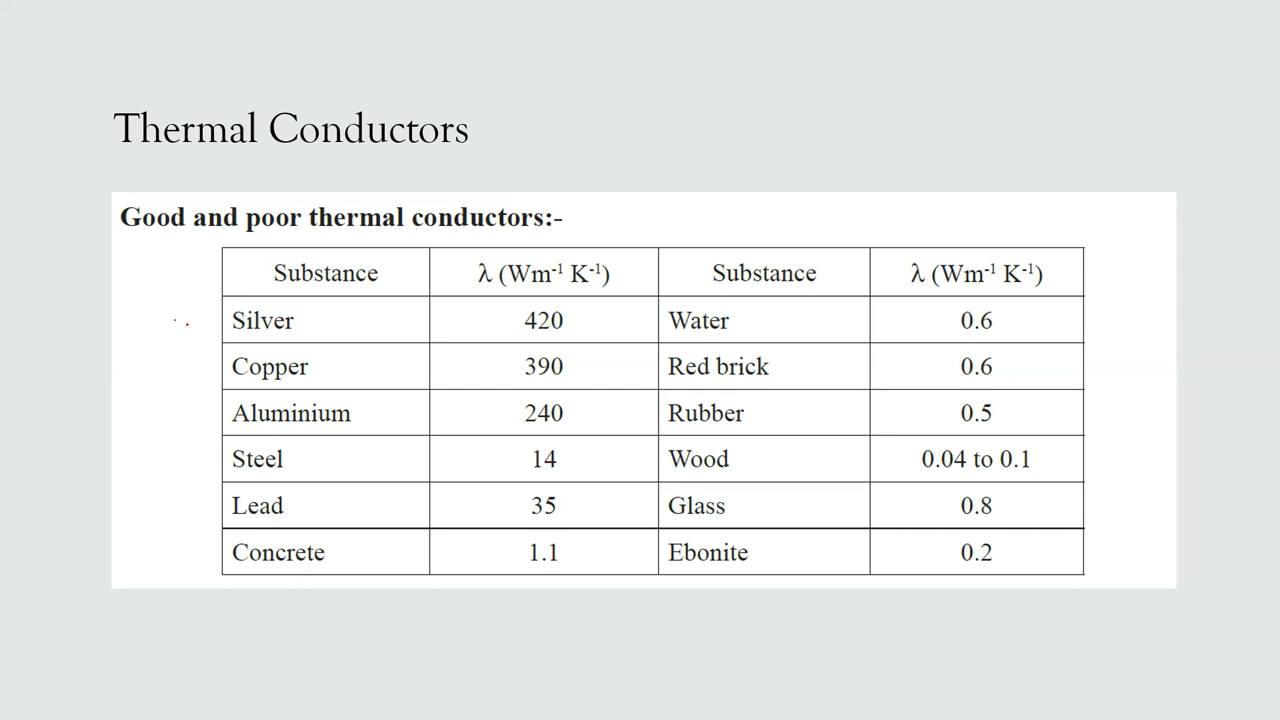 Thermal Conductors
Good and poor thermal conductors:-
Substance λ (Wm⁻¹ K⁻¹) Substance λ (Wm⁻¹ K⁻¹)
Silver 420 Water 0.6
Copper 390 Red brick 0.6
Aluminium 240 Rubber 0.5
Steel 14 Wood 0.04 to 0.1
Lead 35 Glass 0.8
Concrete 1.1 Ebonite 0.2